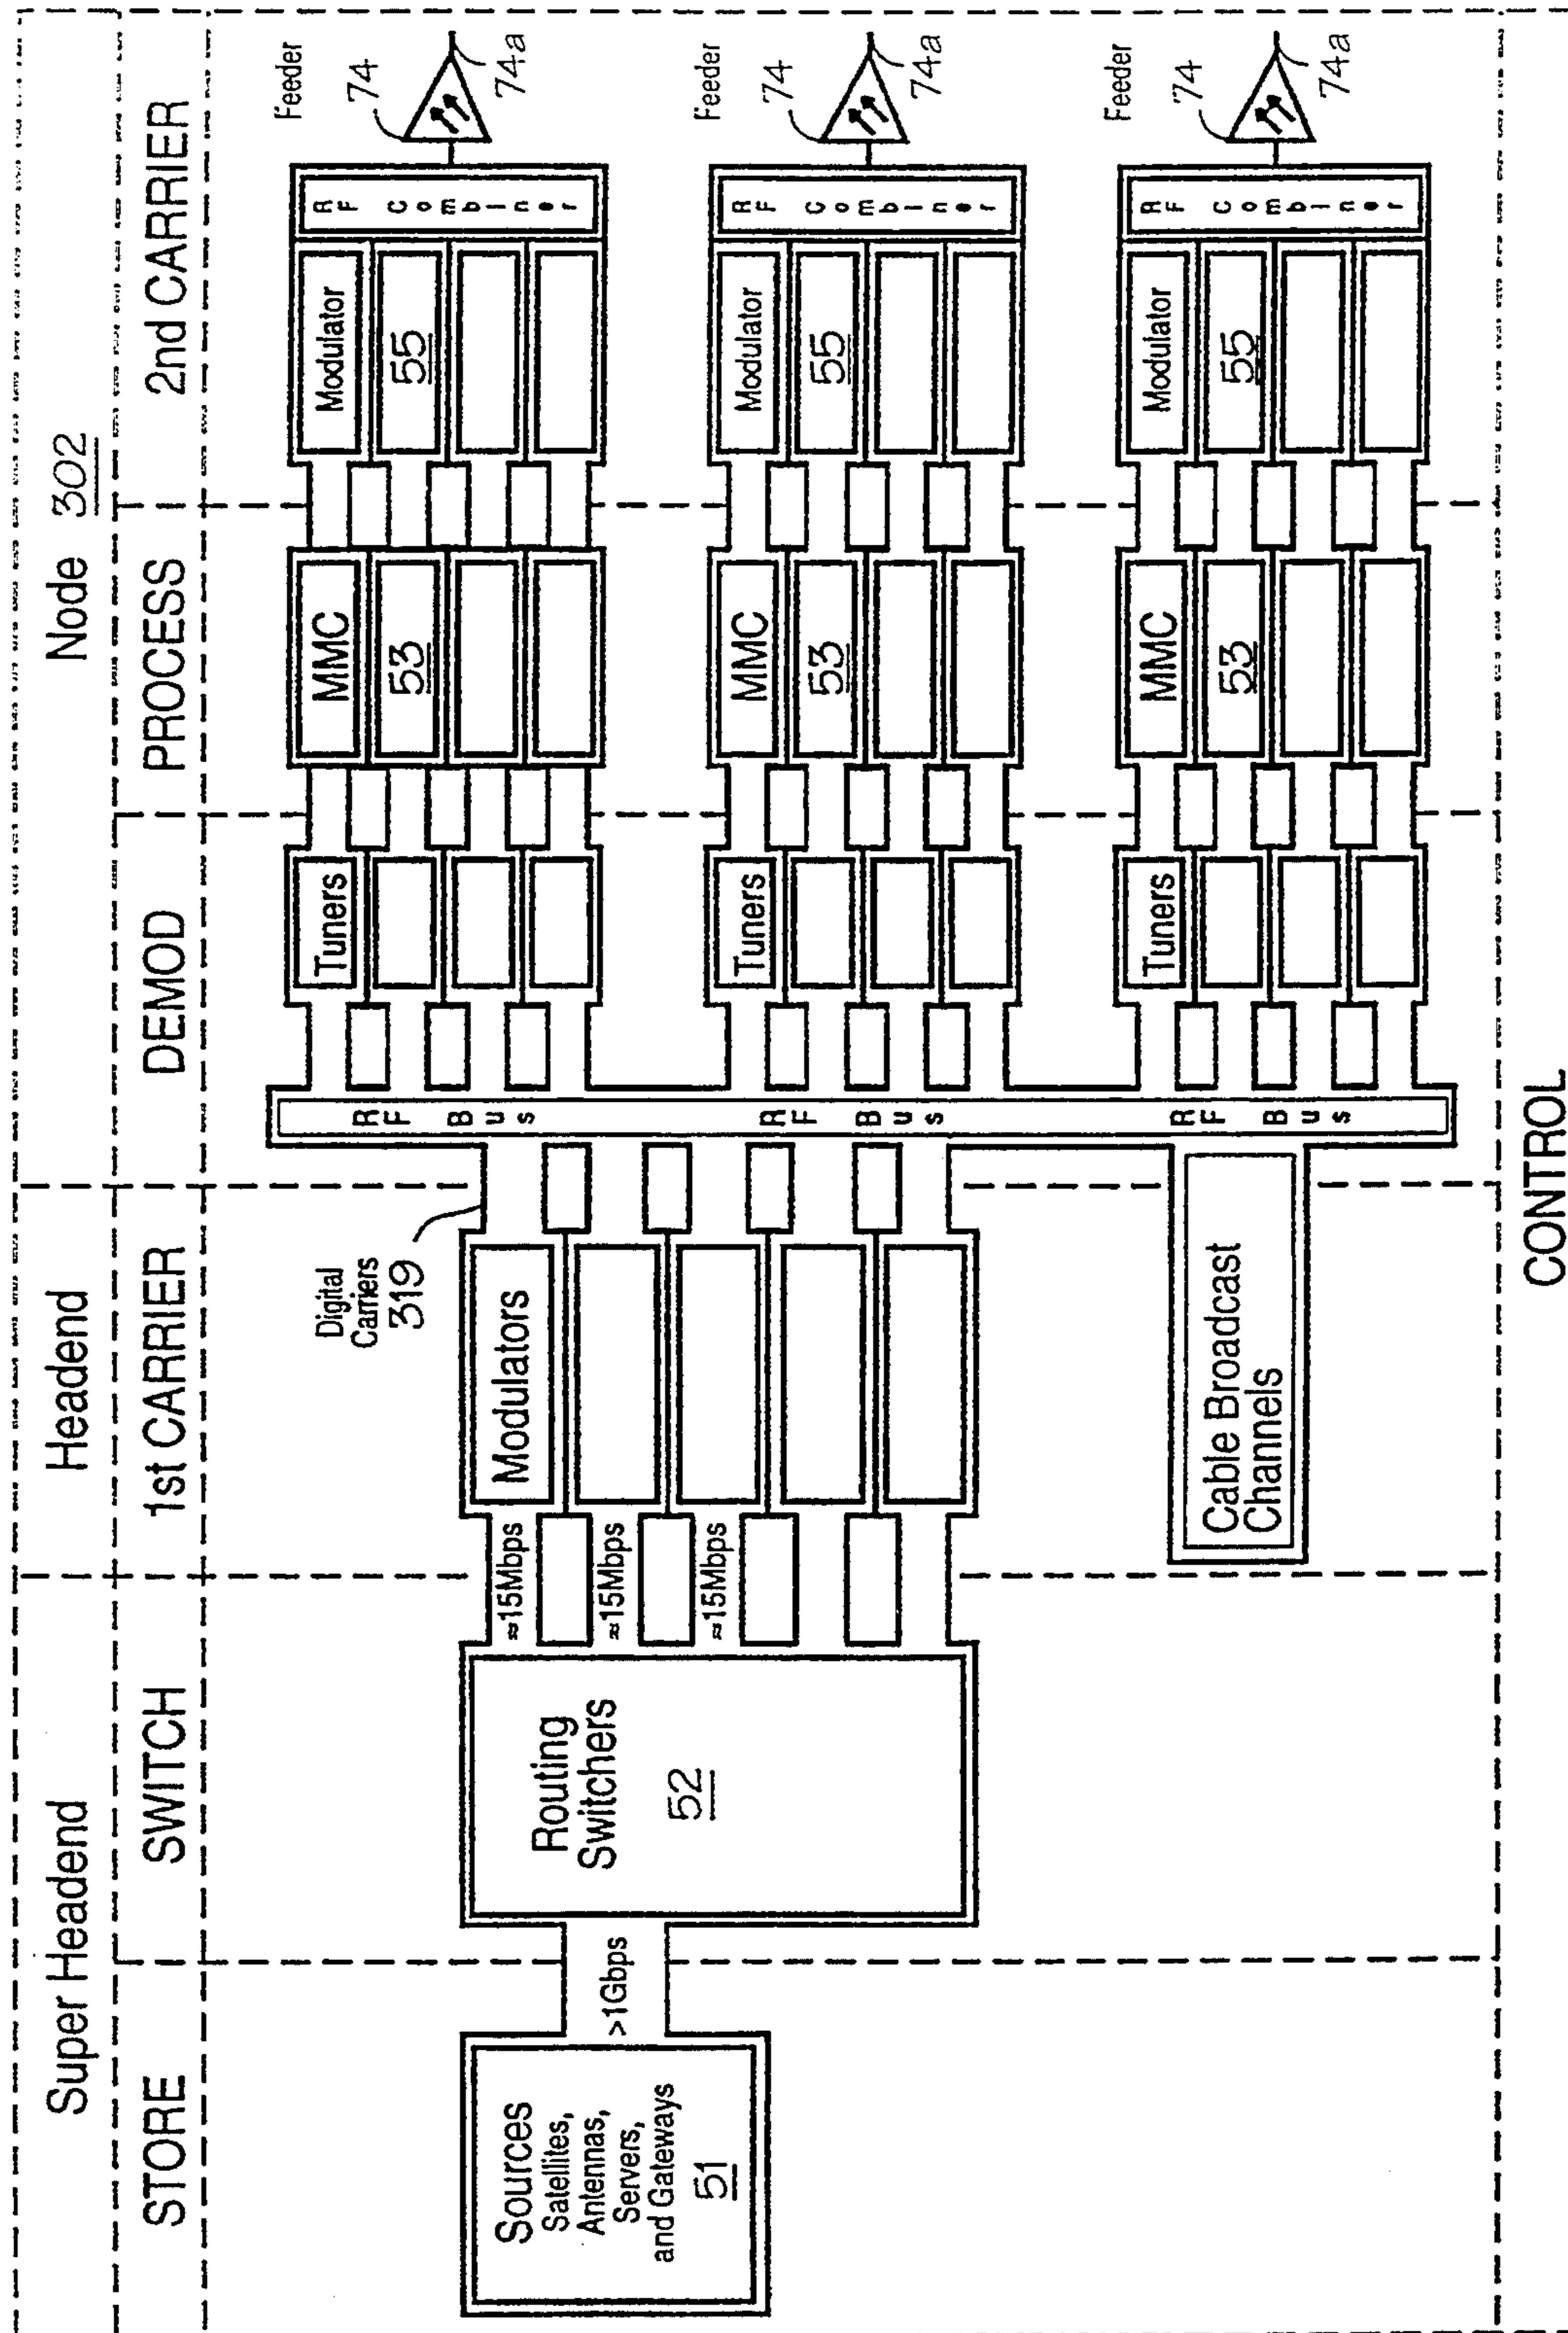 Super Headend
Headend
Node 302
STORE
SWITCH
1st CARRIER
DEMOD
PROCESS
2nd CARRIER
Sources
Satellites,
Antennas,
Servers,
and Gateways
51
>1Gbps
Routing
Switchers
52
≈15Mbps
≈15Mbps
≈15Mbps
Modulators
Digital
Carriers
319
Cable Broadcast
Channels
RF Bus
RF Bus
RF Bus
Tuners
MMC
53
Modulator
55
RF Combiner
Feeder
74
74a
Tuners
MMC
53
Modulator
55
RF Combiner
Feeder
74
74a
Tuners
MMC
53
Modulator
55
RF Combiner
Feeder
74
74a
CONTROL